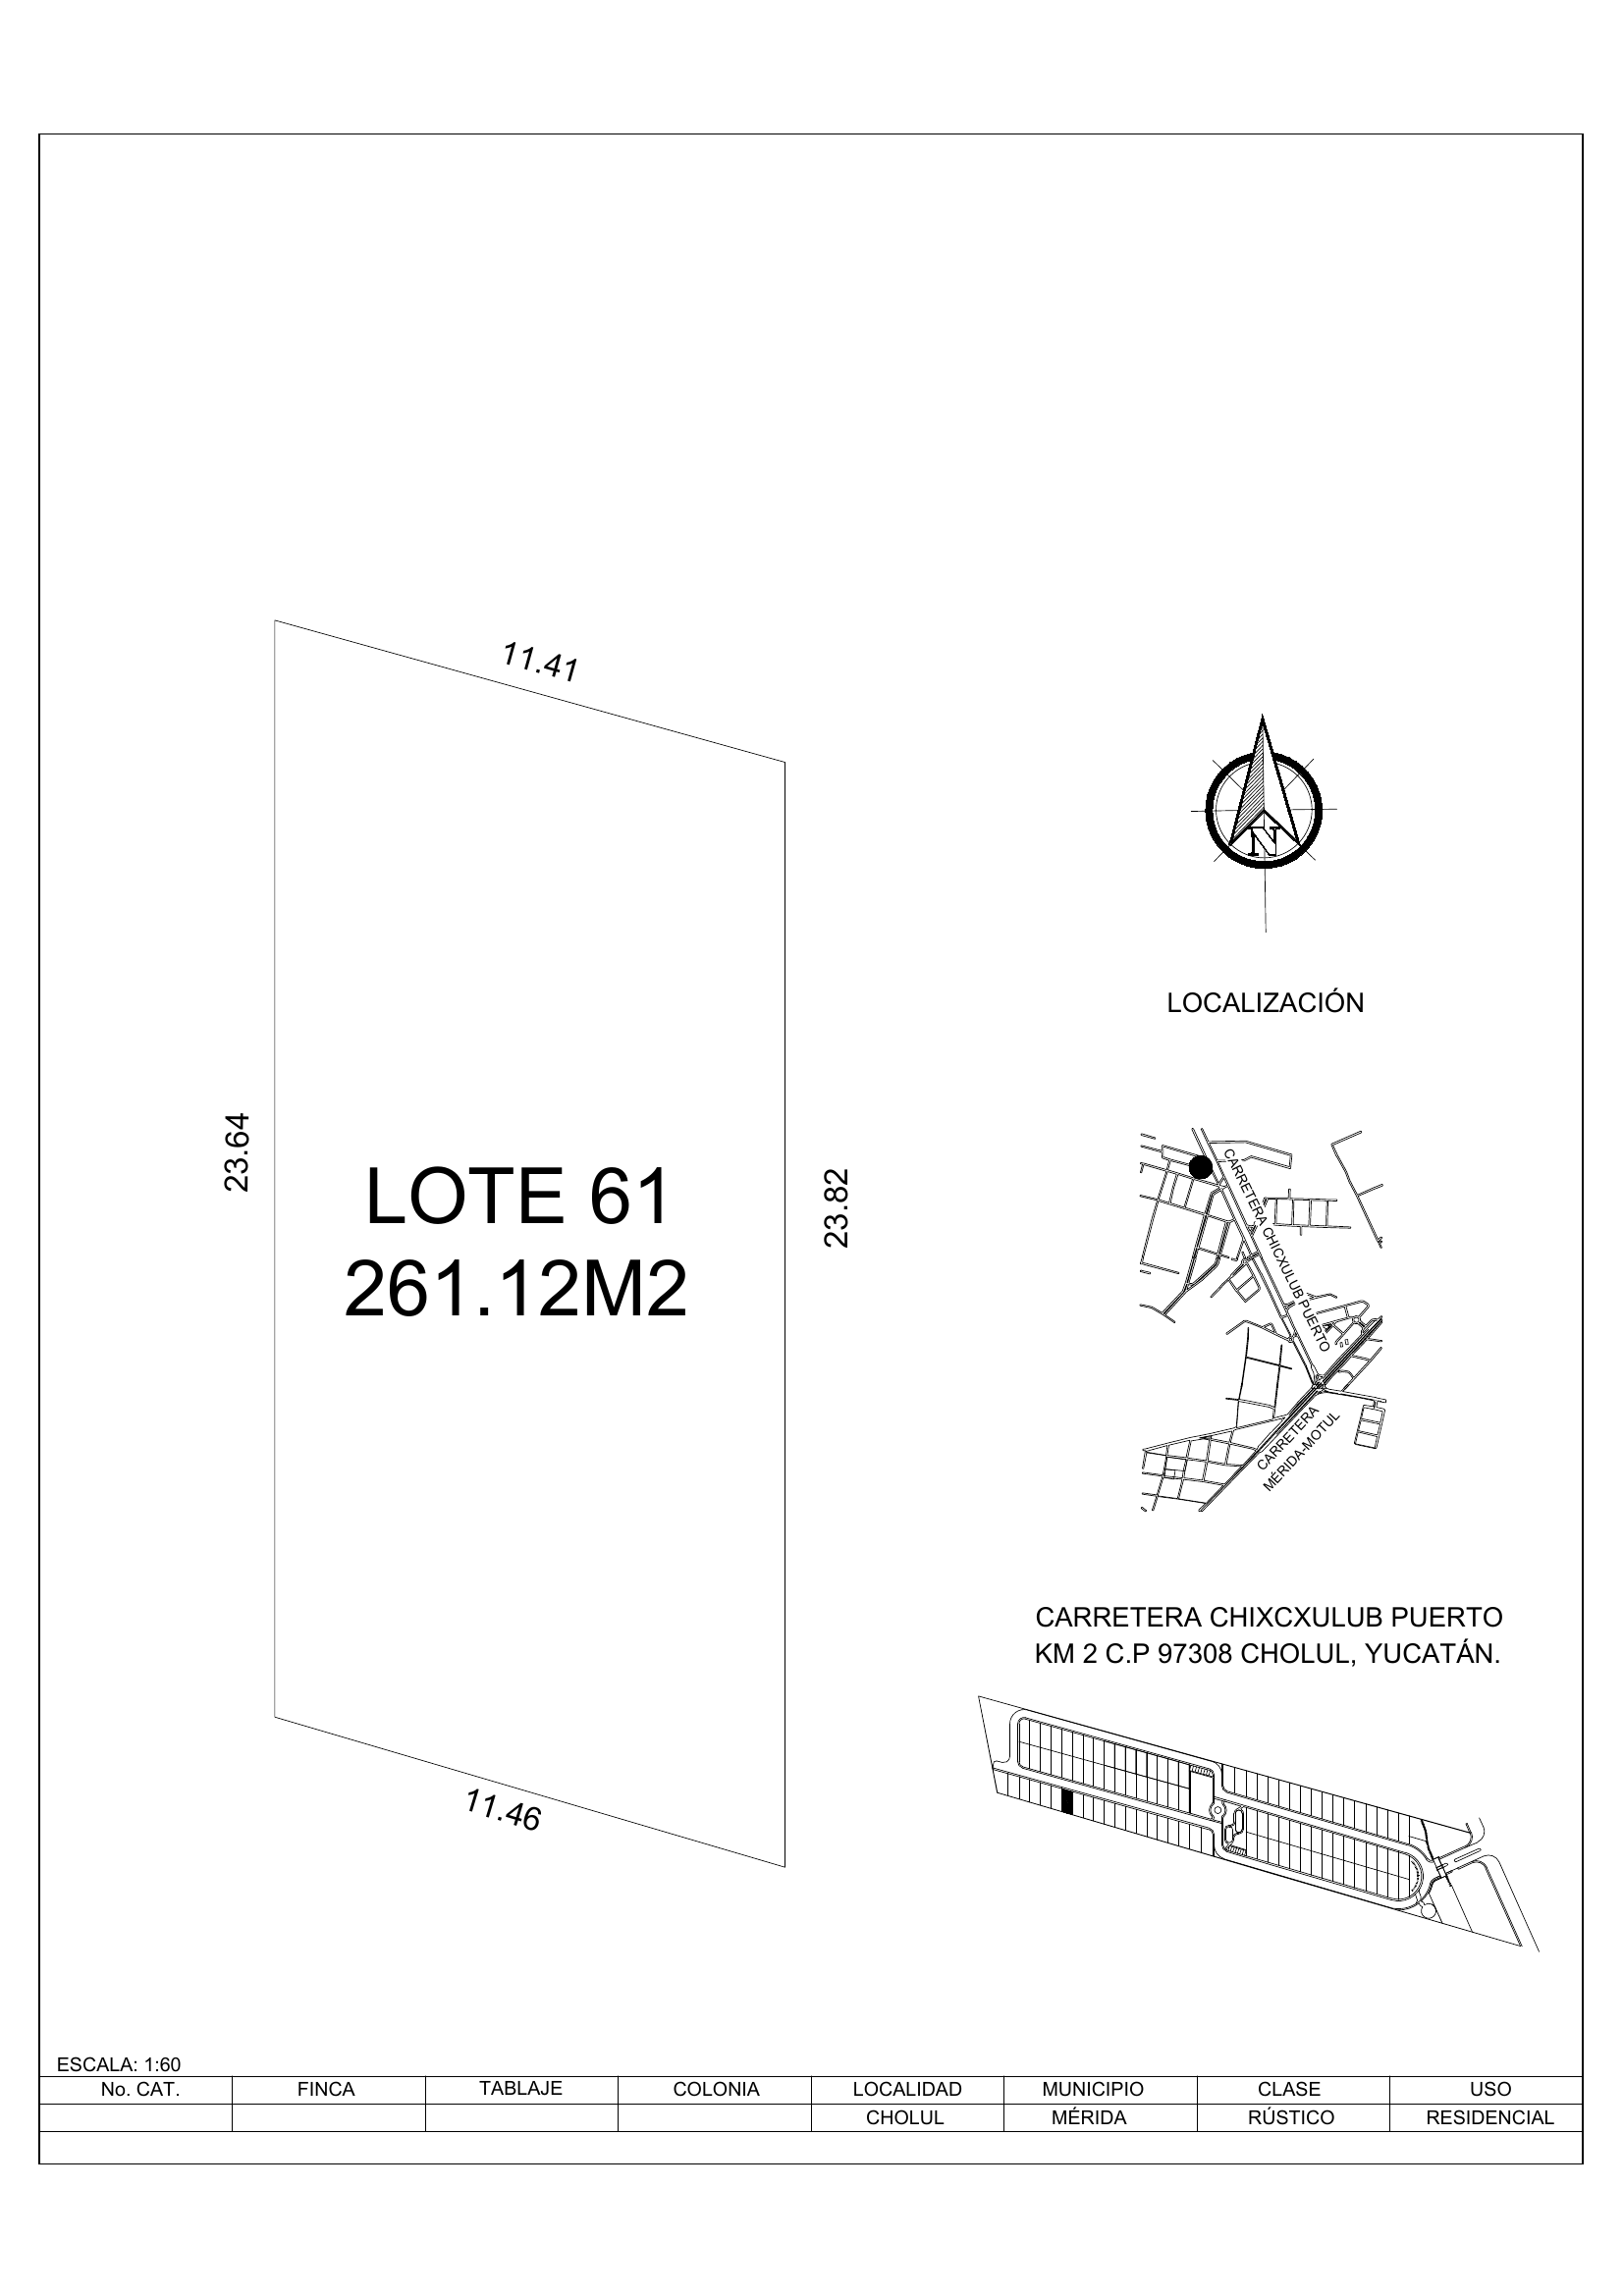 11.41
23.64
LOTE 61
261.12M2
23.82
11.46
N
LOCALIZACIÓN
CARRETERA CHICXULUB PUERTO
CARRETERA
MÉRIDA-MOTUL
CARRETERA CHIXCXULUB PUERTO
KM 2 C.P 97308 CHOLUL, YUCATÁN.
ESCALA: 1:60
No. CAT. FINCA TABLAJE COLONIA LOCALIDAD MUNICIPIO CLASE USO
CHOLUL MÉRIDA RÚSTICO RESIDENCIAL